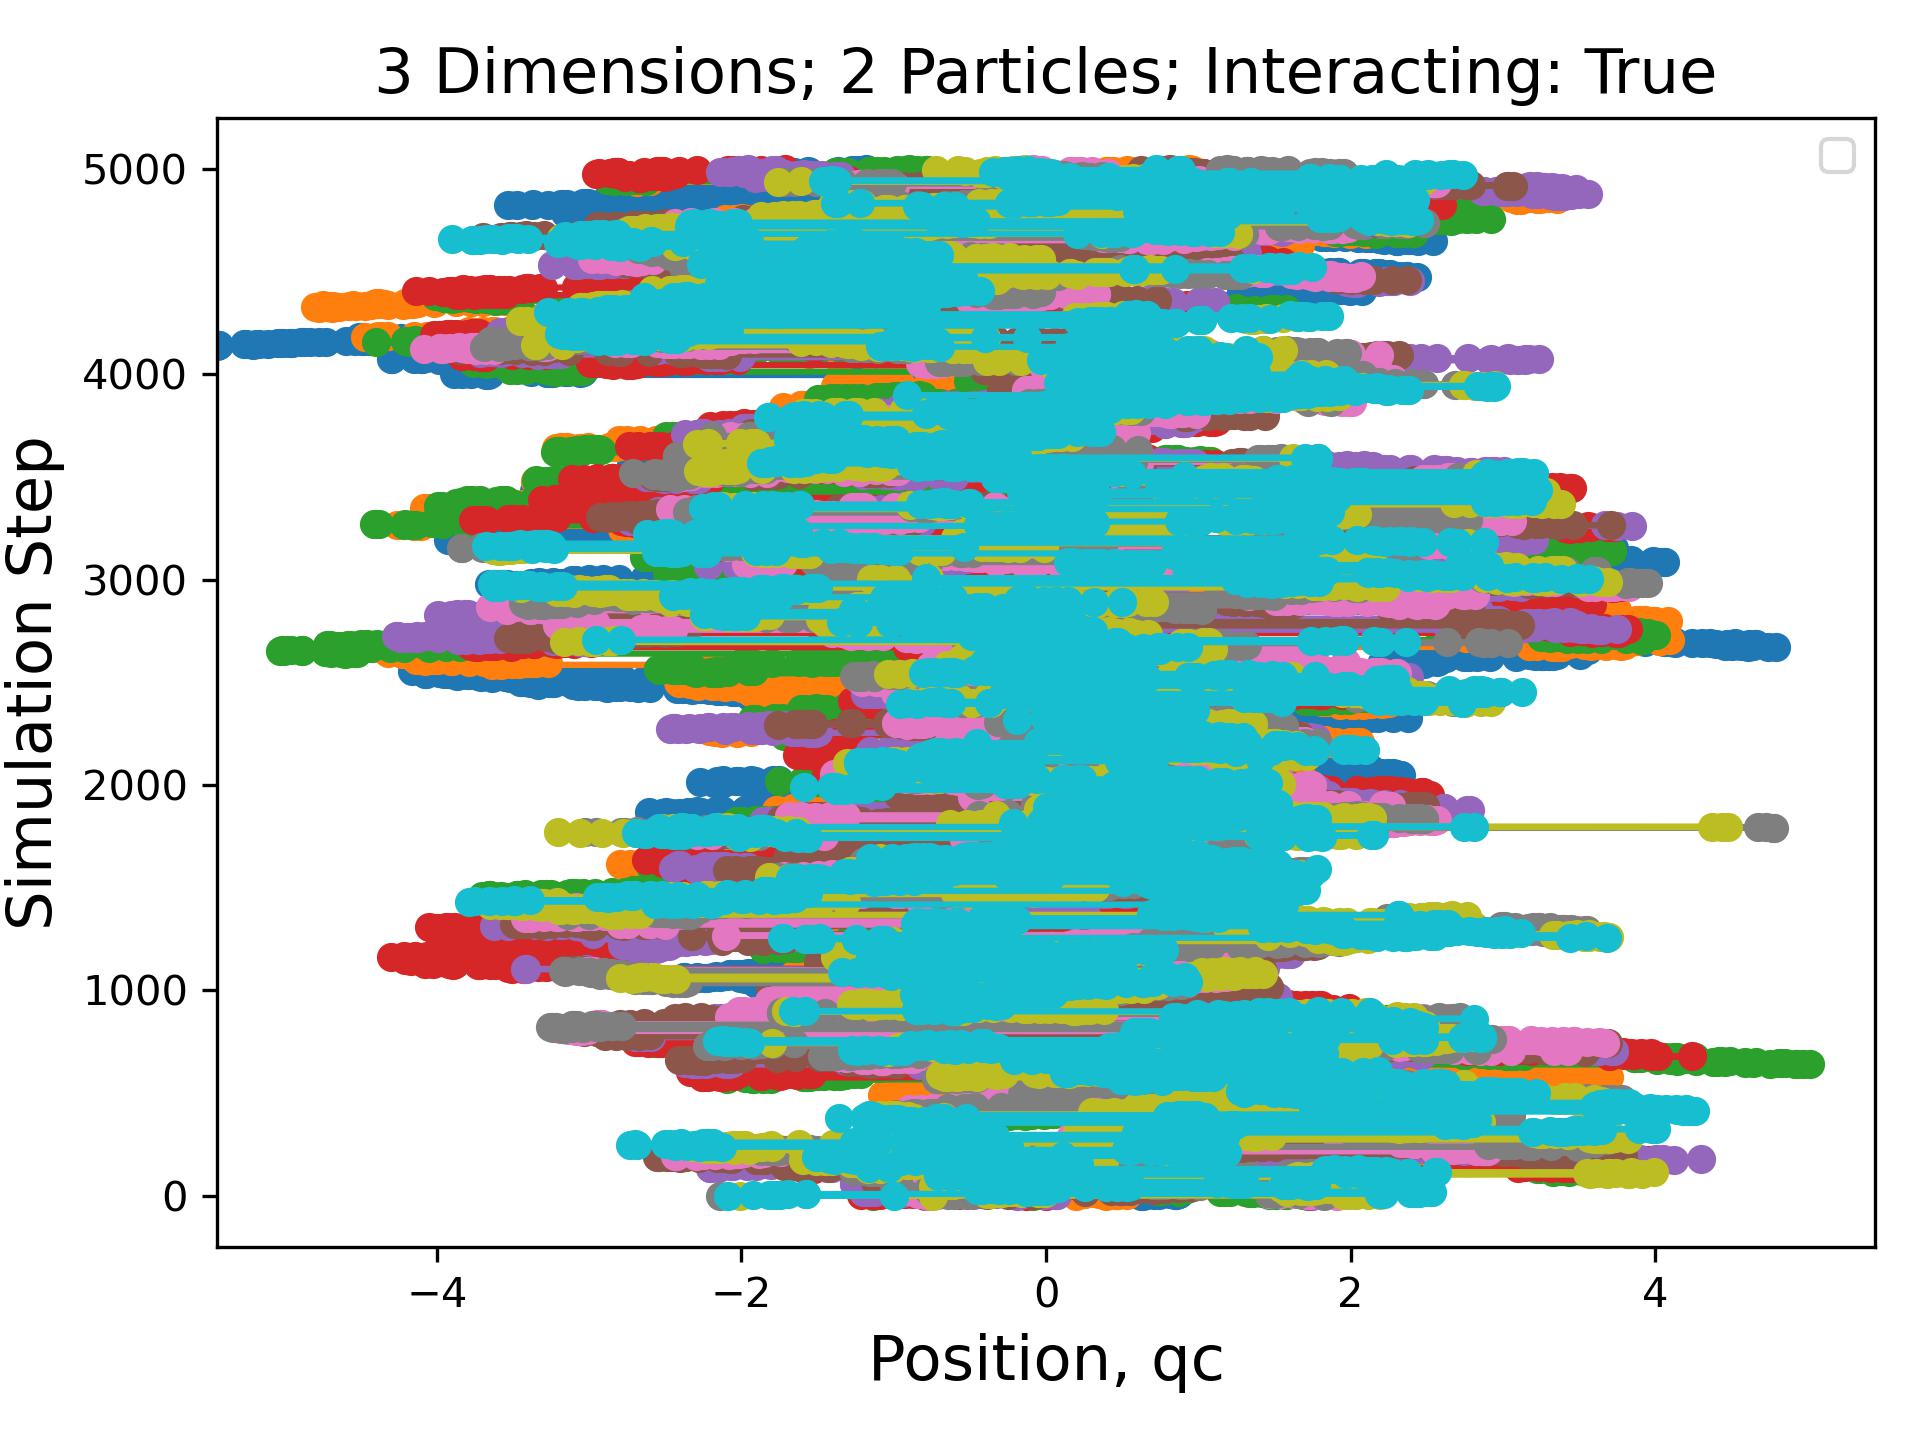 3 Dimensions; 2 Particles; Interacting: True
Simulation Step
5000
4000
3000
2000
1000
0
−4 −2 0 2 4
Position, qc